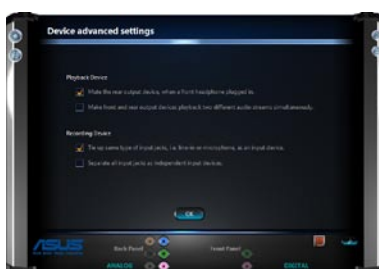 Device advanced settings
Playback Device
Make the rear output device, when a front headphone plugged in.
Make front and rear output devices playback two different audio streams simultaneously.
Recording Device
Tie up same type of input jacks, i.e. line-in or microphone, as an input device.
Separate all input jacks as independent input devices.
OK
ASUS
Back Panel
Front Panel
ANALOG
DIGITAL